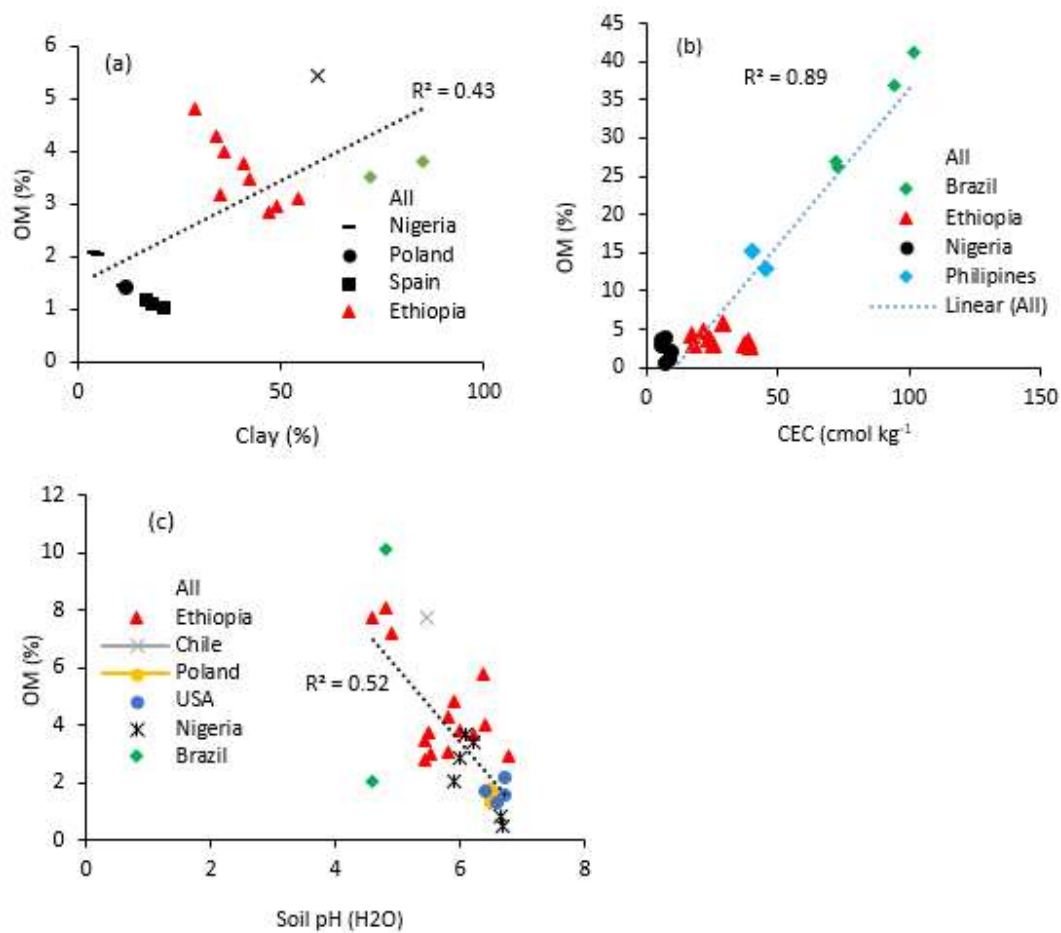 (a)
R² = 0.43
OM (%)
6
5
4
3
2
1
0
All
Nigeria
Poland
Spain
Ethiopia
0
50
100
Clay (%)
(b)
R² = 0.89
OM (%)
45
40
35
30
25
20
15
10
5
0
All
Brazil
Ethiopia
Nigeria
Philipines
Linear (All)
0
50
100
150
CEC (cmol kg⁻¹
(c)
R² = 0.52
OM (%)
12
10
8
6
4
2
0
All
Ethiopia
Chile
Poland
USA
Nigeria
Brazil
0
2
4
6
8
Soil pH (H2O)